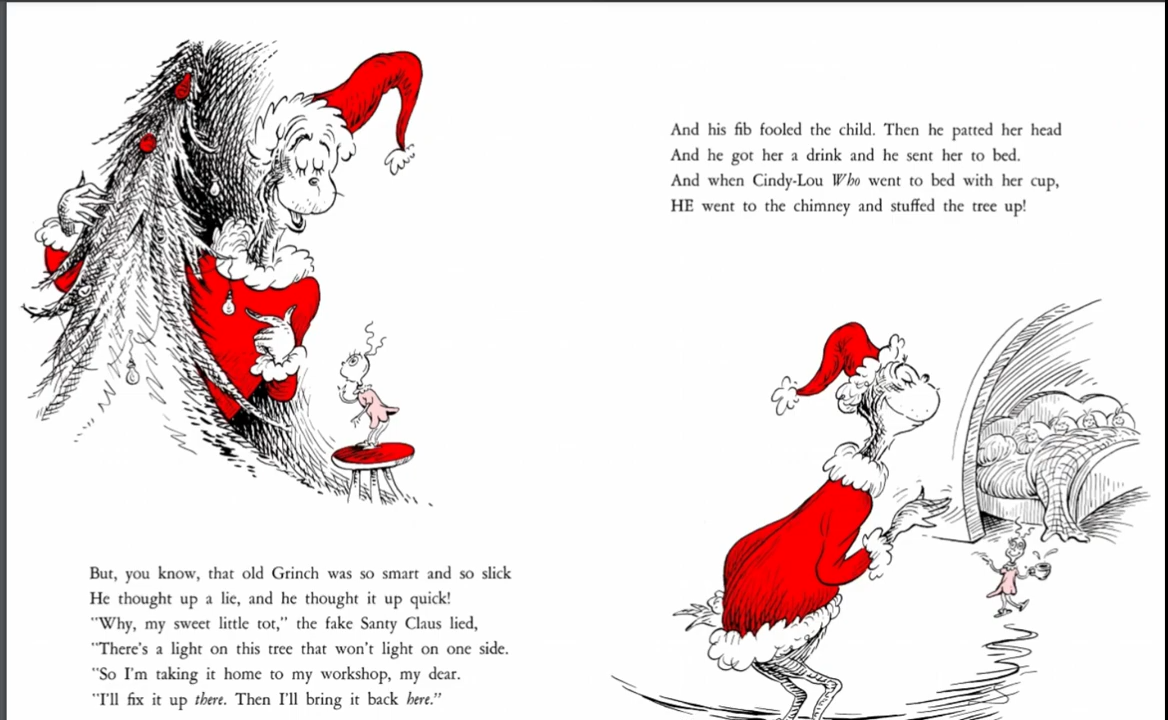 But, you know, that old Grinch was so smart and so slick
He thought up a lie, and he thought it up quick!
"Why, my sweet little tot," the fake Santy Claus lied,
"There's a light on this tree that won't light on one side.
"So I'm taking it home to my workshop, my dear.
"I'll fix it up there. Then I'll bring it back here."
And his fib fooled the child. Then he patted her head
And he got her a drink and he sent her to bed.
And when Cindy-Lou Who went to bed with her cup,
HE went to the chimney and stuffed the tree up!